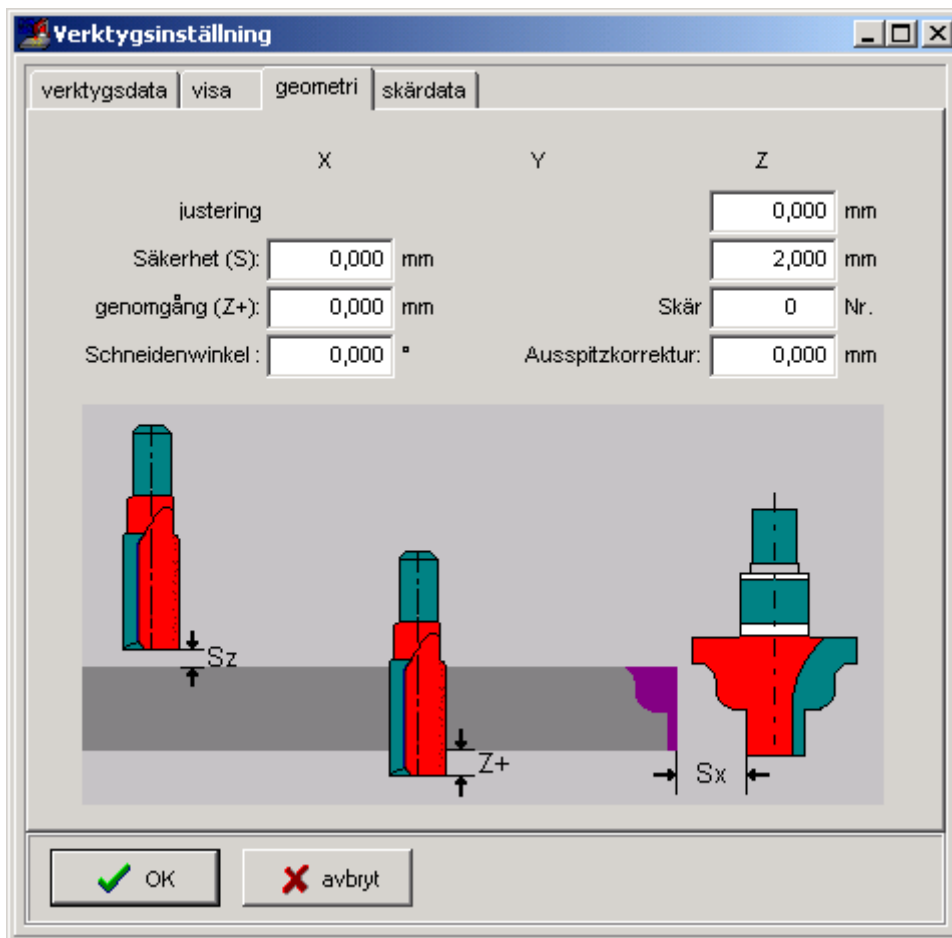 Verktygsinställning
verktygsdata visa geometri skärdata
X Y Z
justering 0,000 mm
Säkerhet (S): 0,000 mm 2,000 mm
genomgång (Z+): 0,000 mm Skär 0 Nr.
Schneidenwinkel : 0,000 ° Ausspitzkorrektur: 0,000 mm
Sz
Z+
Sx
OK avbryt